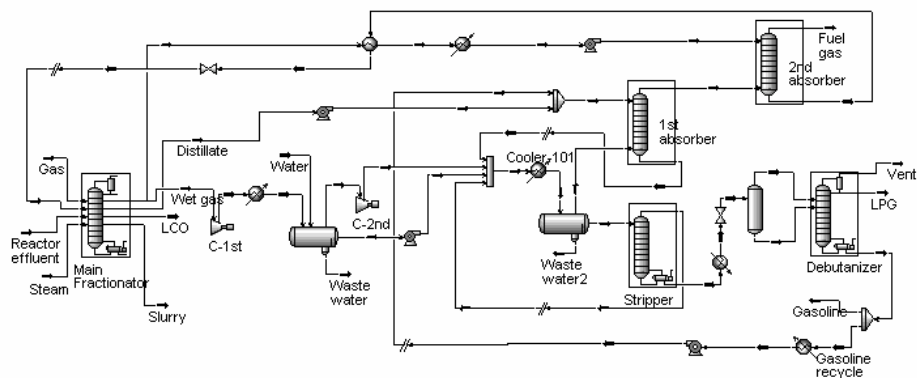 Fuel
gas
2nd
absorber
1st
absorber
Distillate
Gas
Water
Cooler 101
Wet gas
Vent
LPG
LCO
C-1st
C-2nd
Reactor
effluent
Main
Fractionator
Steam
Slurry
Waste
water
Waste
water2
Stripper
Debutanizer
Gasoline
Gasoline
recycle